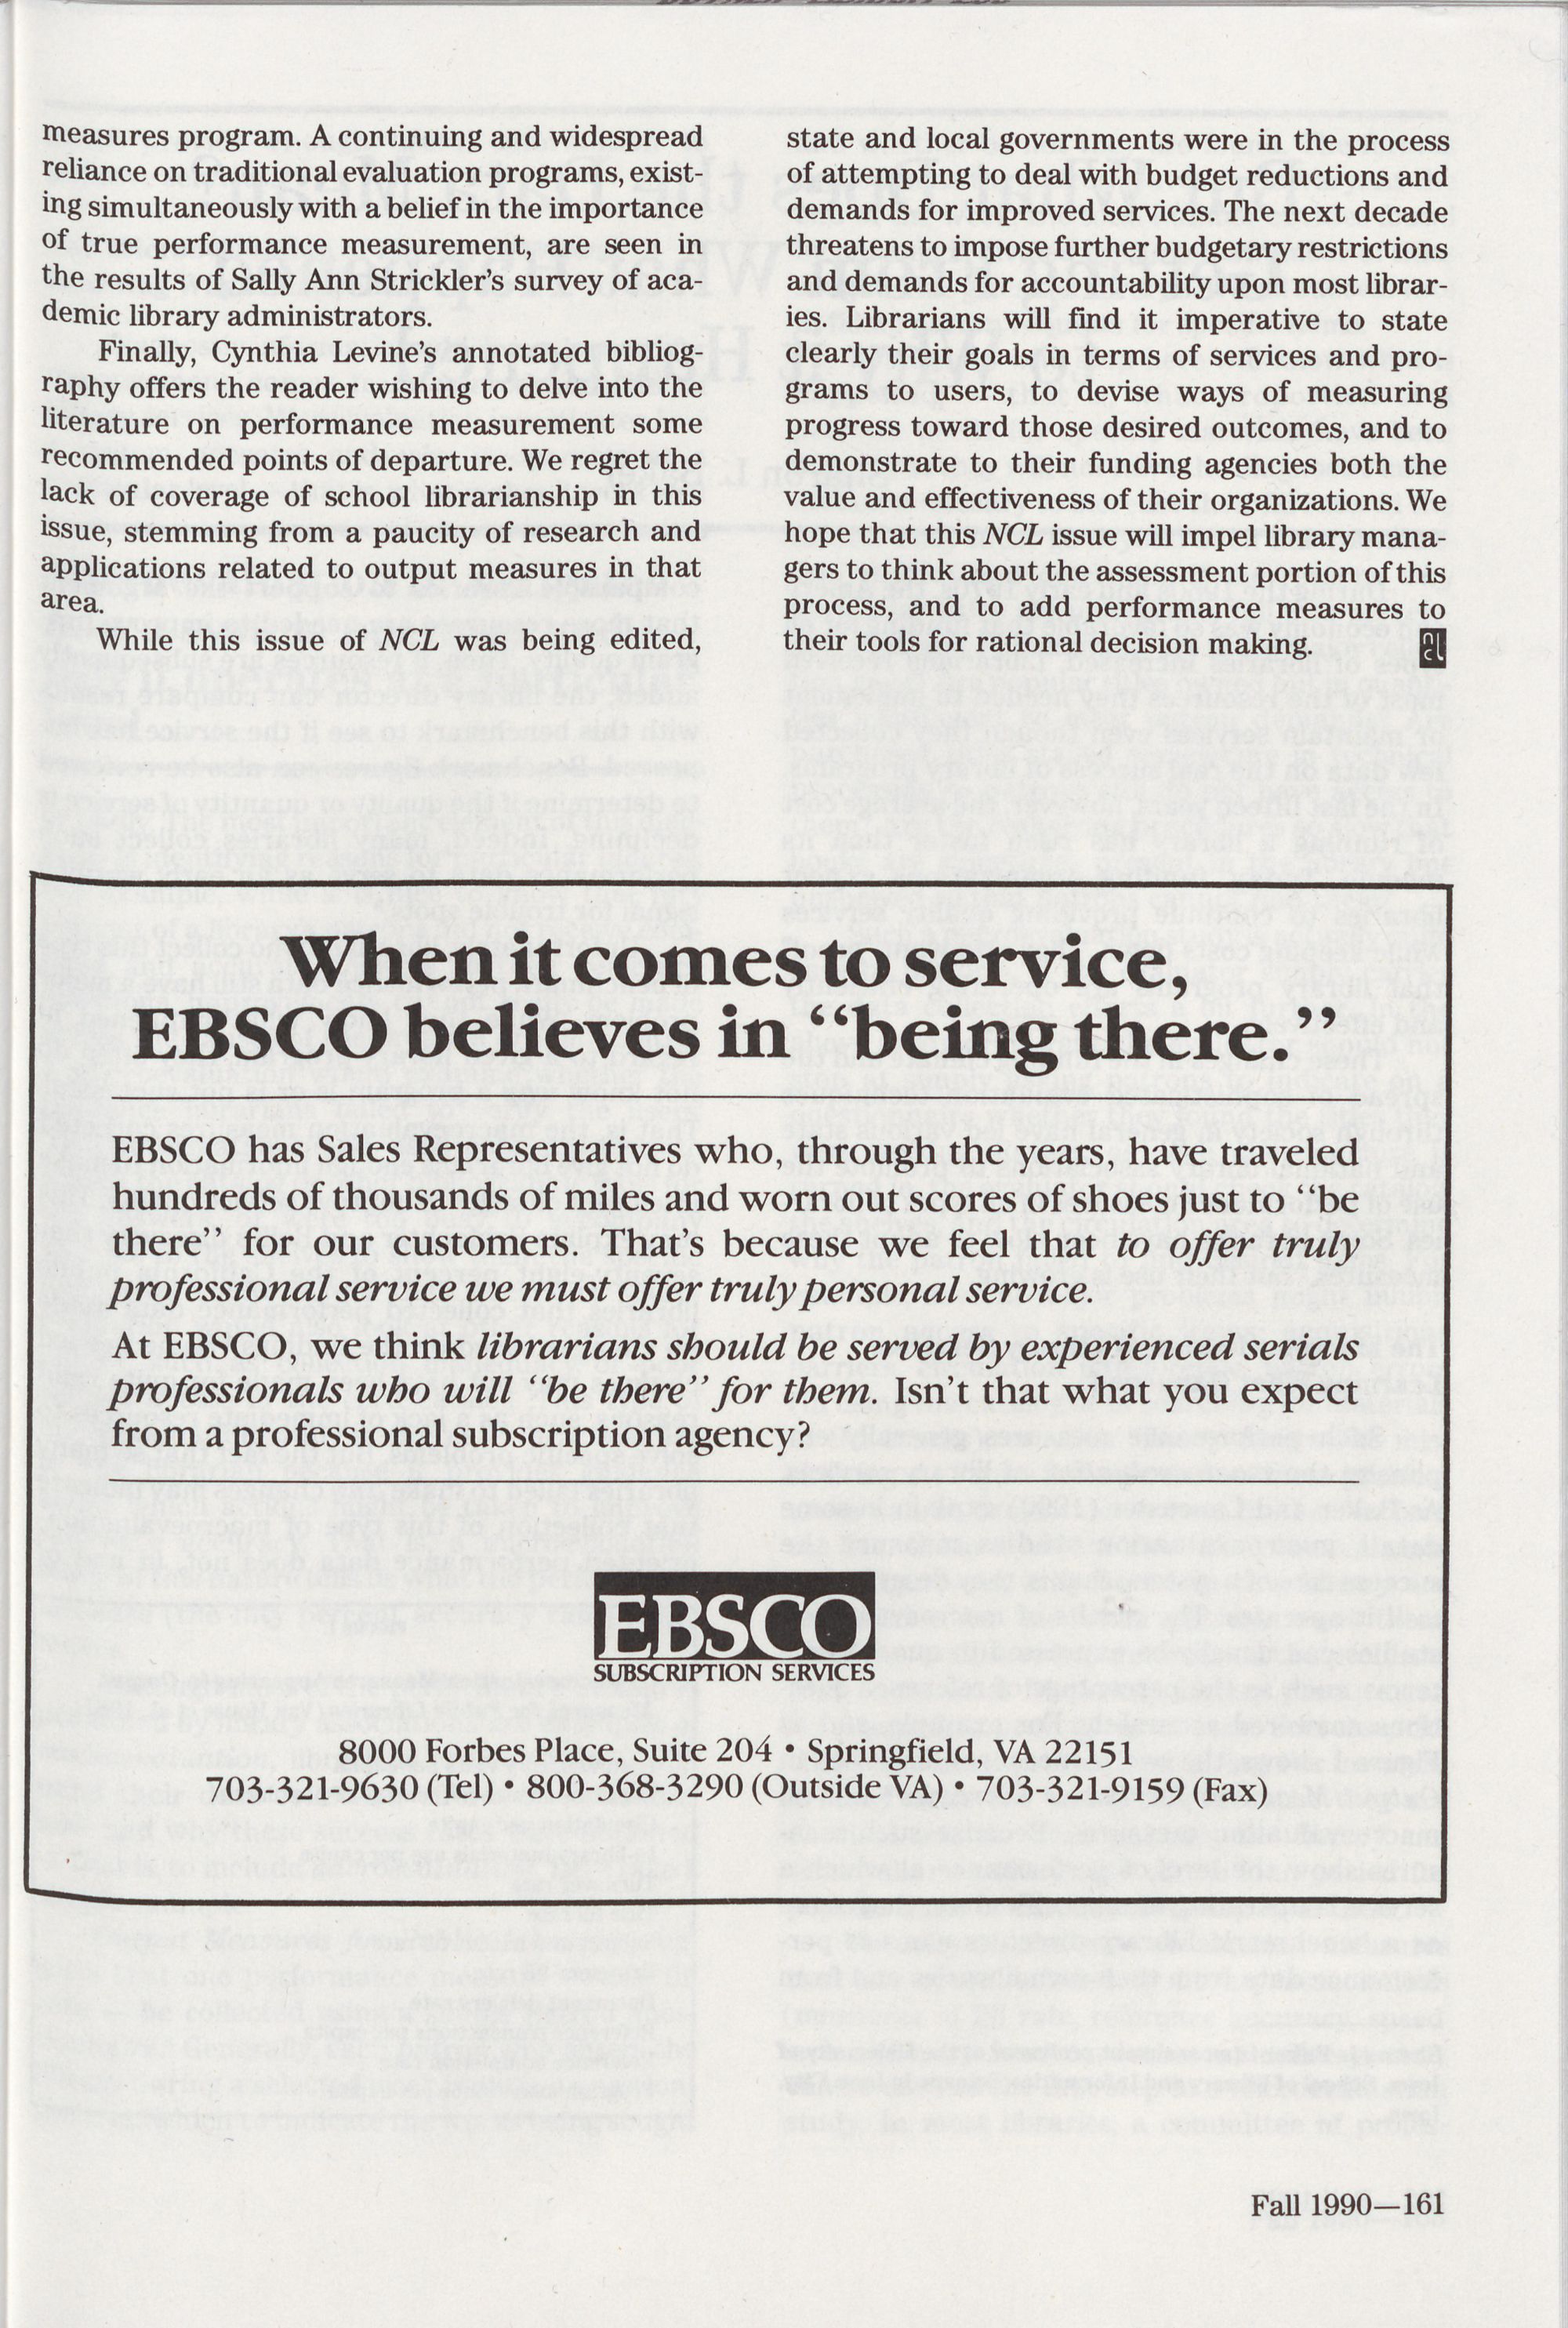 measures program. A continuing and widespread
reliance on traditional evaluation programs, exist-
ing simultaneously with a belief in the importance
of true performance measurement, are seen in
the results of Sally Ann Strickler's survey of aca-
demic library administrators.
Finally, Cynthia Levine's annotated bibliog-
raphy offers the reader wishing to delve into the
literature on performance measurement some
recommended points of departure. We regret the
lack of coverage of school librarianship in this
issue, stemming from a paucity of research and
applications related to output measures in that
area.
While this issue of NCL was being edited,
state and local governments were in the process
of attempting to deal with budget reductions and
demands for improved services. The next decade
threatens to impose further budgetary restrictions
and demands for accountability upon most librar-
ies. Librarians will find it imperative to state
clearly their goals in terms of services and pro-
grams to users, to devise ways of measuring
progress toward those desired outcomes, and to
demonstrate to their funding agencies both the
value and effectiveness of their organizations. We
hope that this NCL issue will impel library mana-
gers to think about the assessment portion of this
process, and to add performance measures to
their tools for rational decision making. ncl
When it comes to service,
EBSCO believes in "being there."
EBSCO has Sales Representatives who, through the years, have traveled
hundreds of thousands of miles and worn out scores of shoes just to "be
there" for our customers. That's because we feel that to offer truly
professional service we must offer truly personal service.
At EBSCO, we think librarians should be served by experienced serials
professionals who will "be there" for them. Isn't that what you expect
from a professional subscription agency?
EBSCO
SUBSCRIPTION SERVICES
8000 Forbes Place, Suite 204 • Springfield, VA 22151
703-321-9630 (Tel) • 800-368-3290 (Outside VA) • 703-321-9159 (Fax)
Fall 1990—161